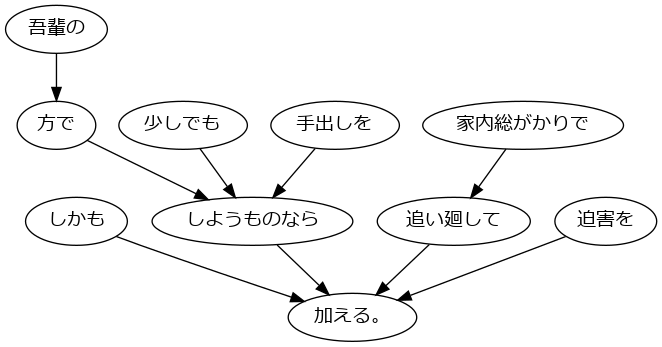 吾輩の
方で
少しでも
手出しを
家内総がかりで
しかも
しようものなら
追い廻して
迫害を
加える。